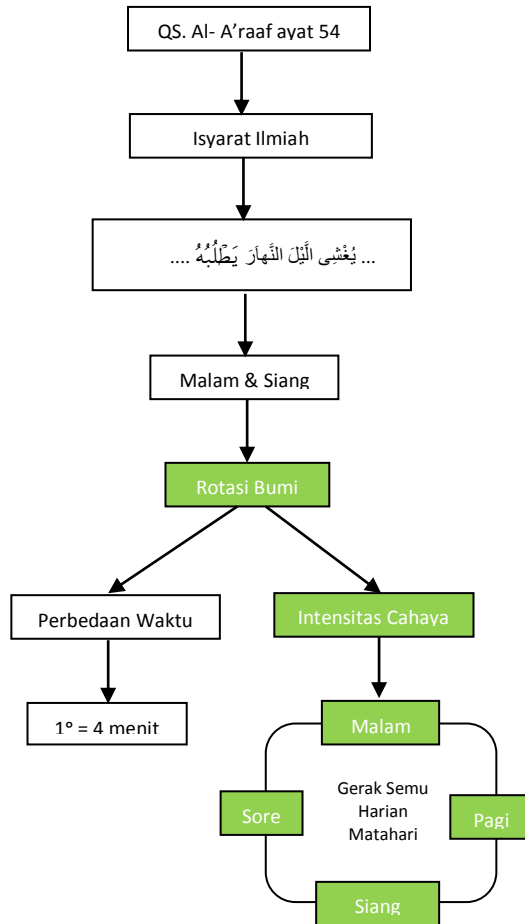 QS. Al- A’raaf ayat 54
Isyarat Ilmiah
... يُغْشِى الَّيْلَ النَّهاَرَ يَطْلُبُهُ ....
Malam & Siang
Rotasi Bumi
Perbedaan Waktu
Intensitas Cahaya
1° = 4 menit
Malam
Gerak Semu
Harian
Matahari
Sore
Pagi
Siang